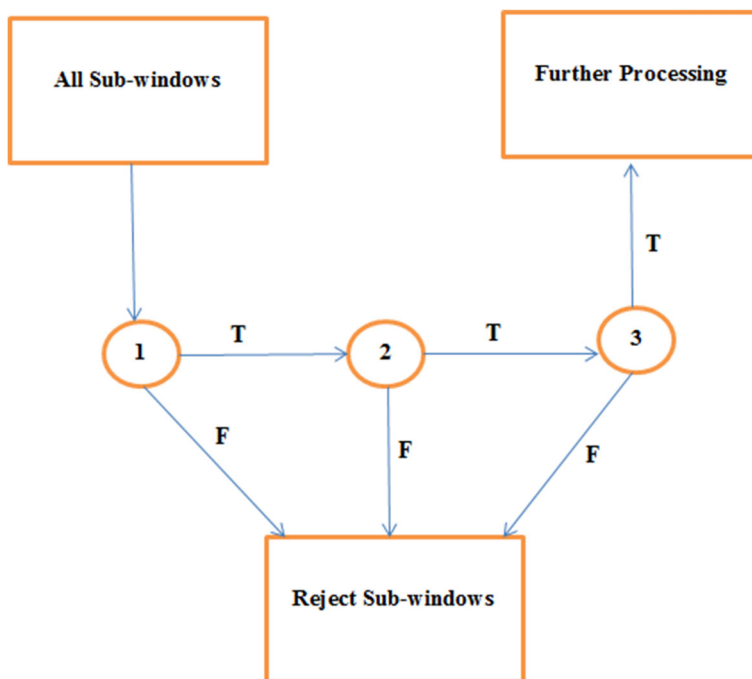 All Sub-windows
Further Processing
T
1
T
2
T
3
F
F
F
Reject Sub-windows